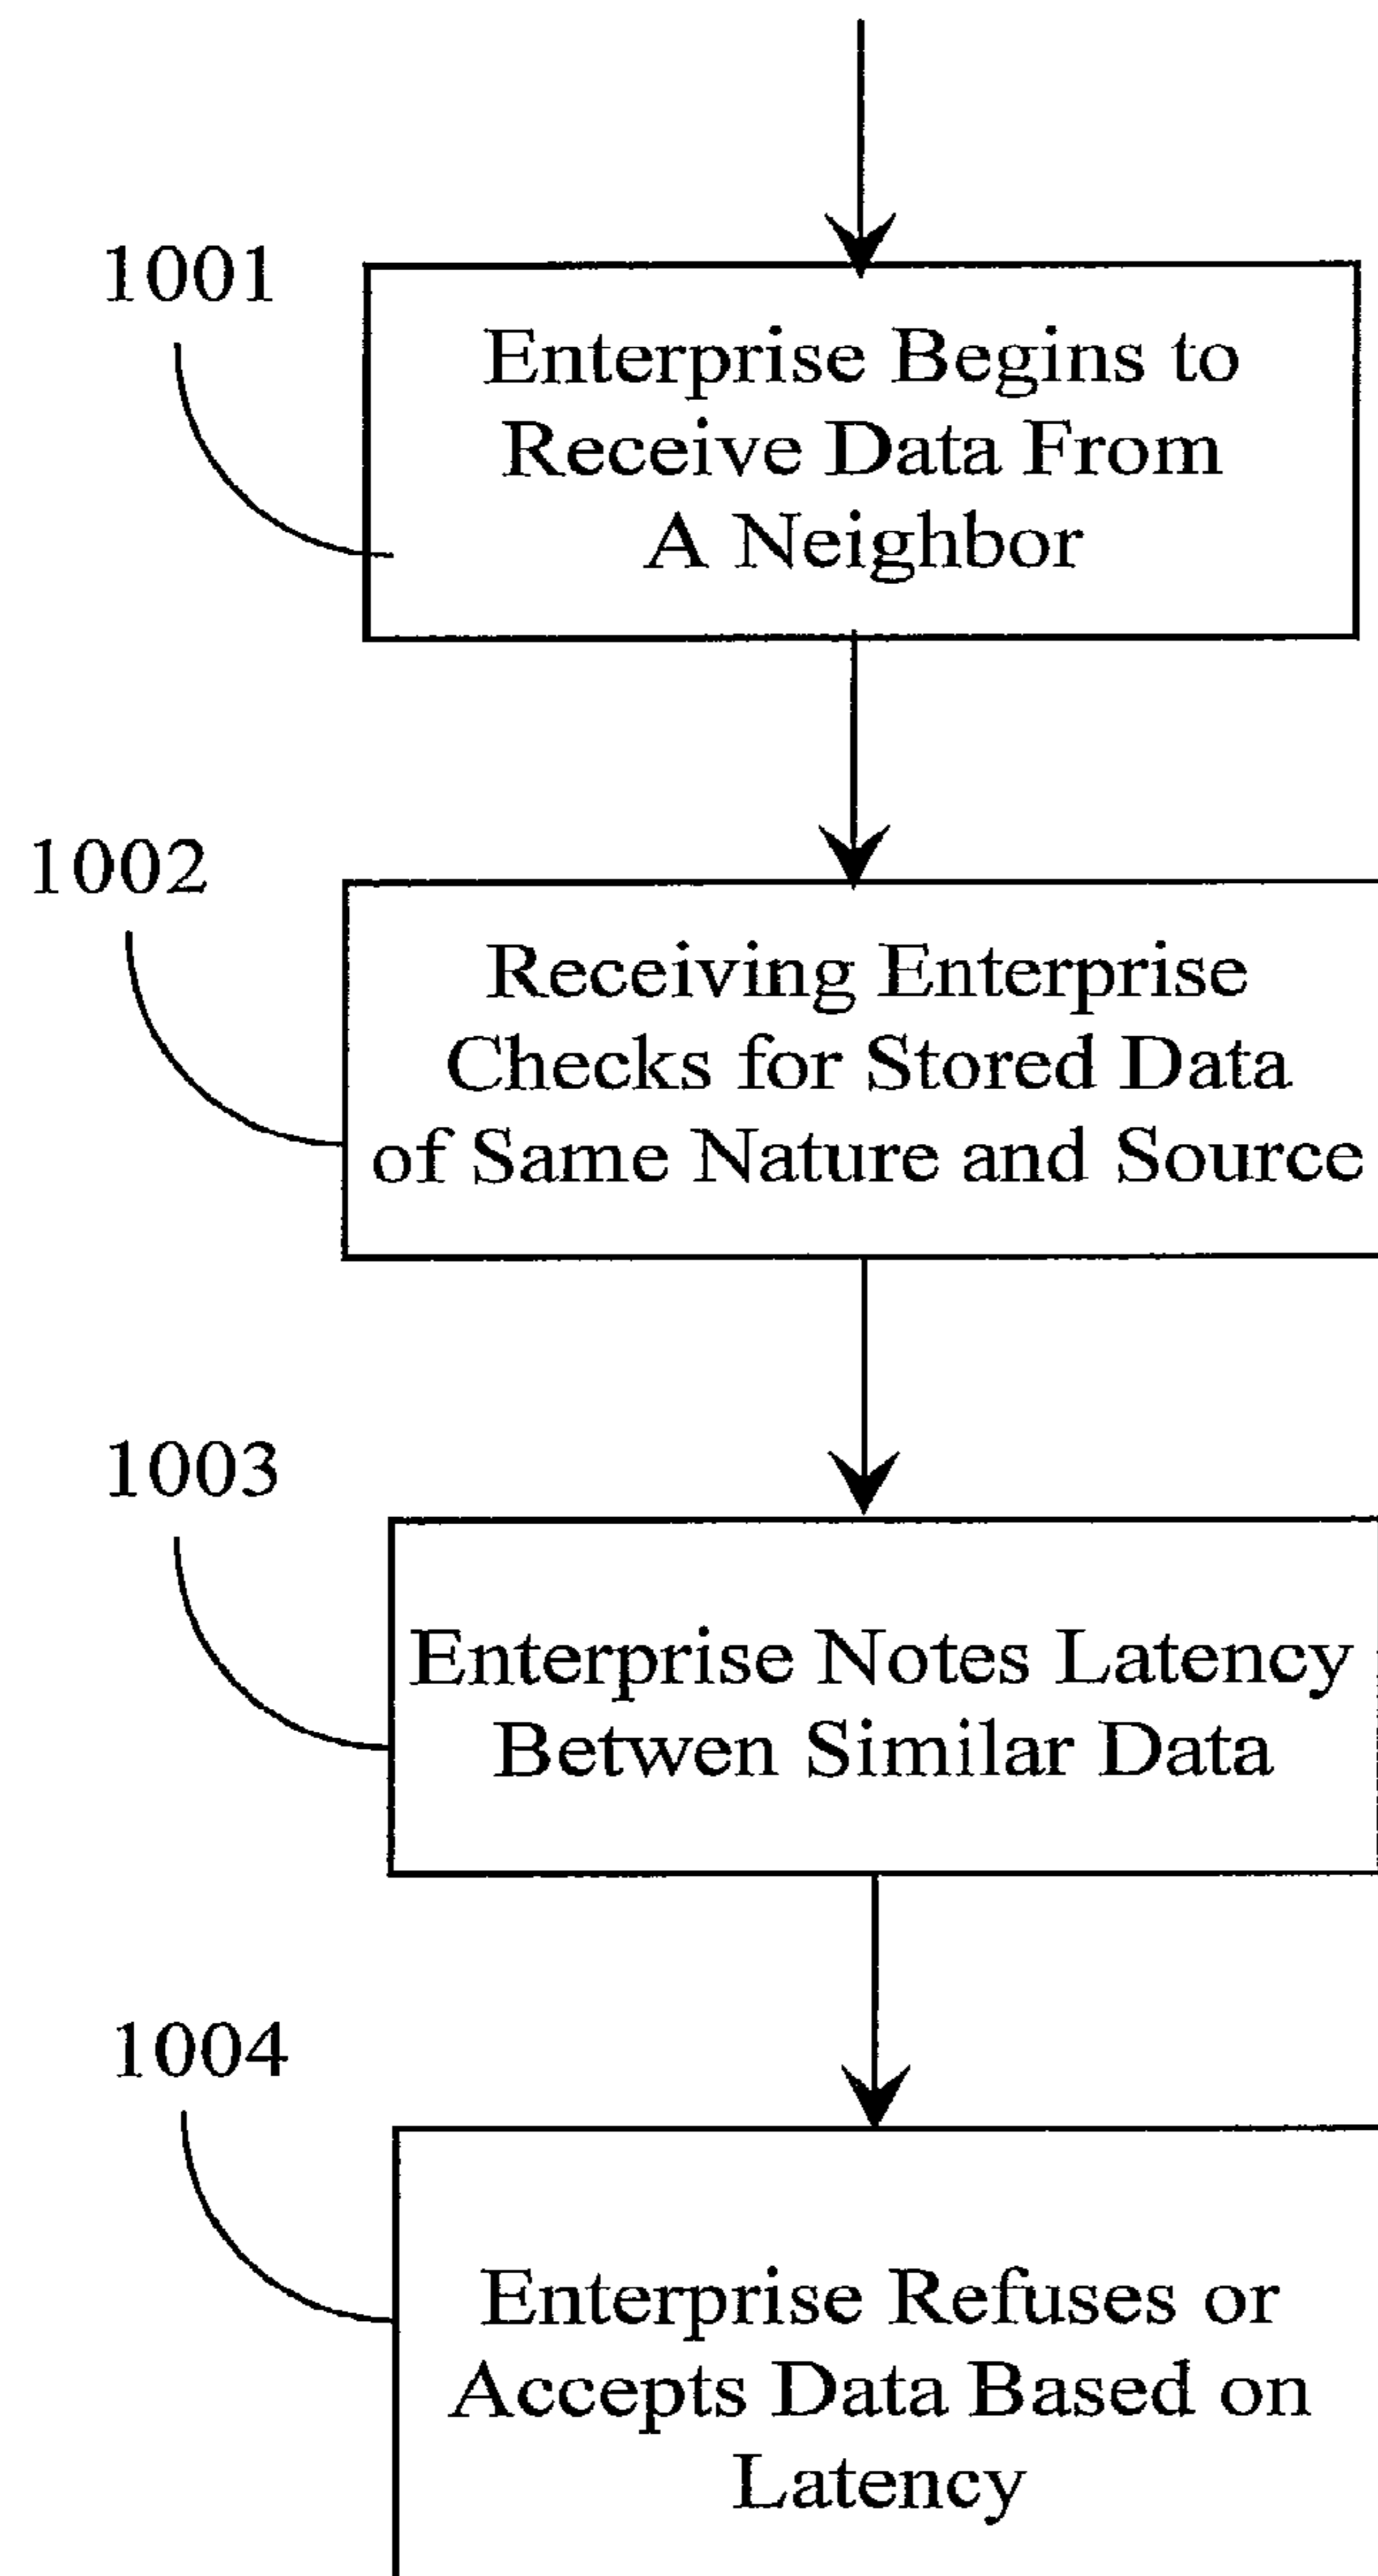 1001
Enterprise Begins to
Receive Data From
A Neighbor
1002
Receiving Enterprise
Checks for Stored Data
of Same Nature and Source
1003
Enterprise Notes Latency
Betwen Similar Data
1004
Enterprise Refuses or
Accepts Data Based on
Latency